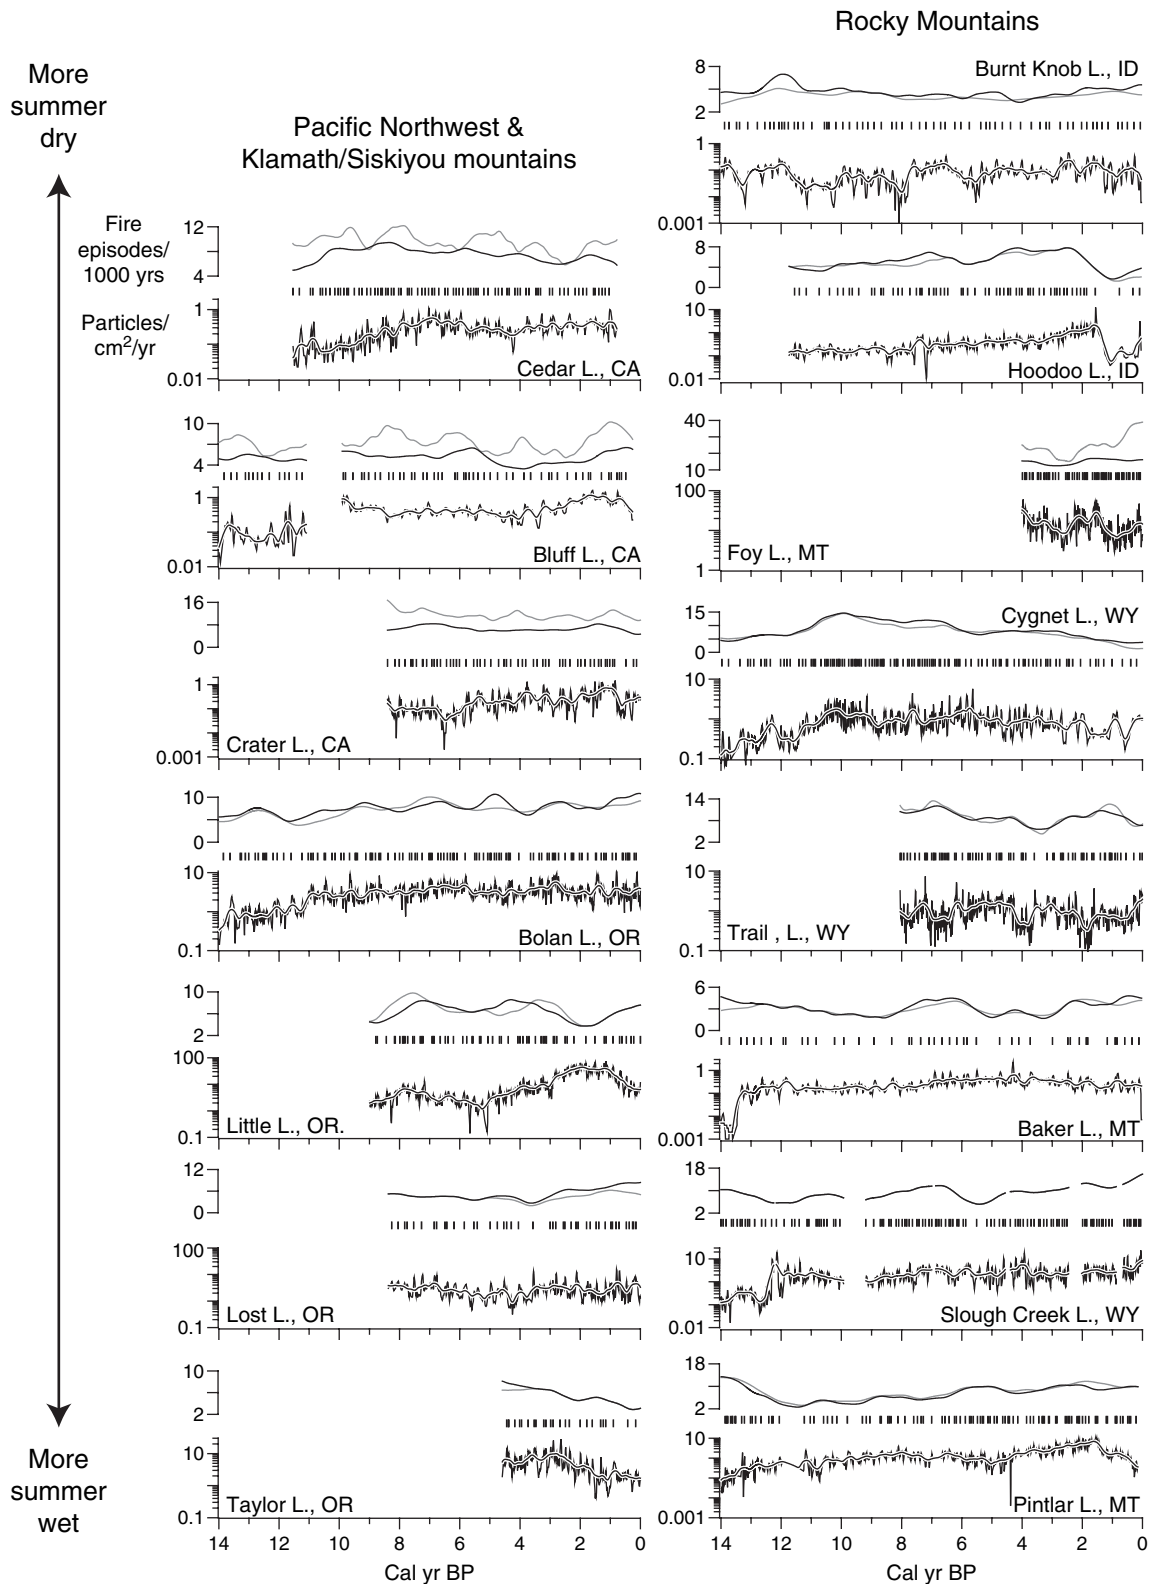 Rocky Mountains
More
summer
dry
Pacific Northwest &
Klamath/Siskiyou mountains
Fire
episodes/
1000 yrs
Particles/
cm2/yr
12
4
1
0.01
Cedar L., CA
10
4
1
0.01
Bluff L., CA
16
0
1
0.001
Crater L., CA
10
0
10
0.1
Bolan L., OR
10
2
100
0.1
Little L., OR.
12
0
100
0.1
Lost L., OR
10
2
10
0.1
Taylor L., OR
14 12 10 8 6 4 2 0
Cal yr BP
8
2
Burnt Knob L., ID
1
0.001
8
0
10
0.01
Hoodoo L., ID
40
10
100
1
Foy L., MT
15
0
Cygnet L., WY
10
0.1
14
2
10
0.1
Trail , L., WY
6
0
1
0.001
Baker L., MT
18
2
10
0.01
Slough Creek L., WY
18
2
10
0.001
Pintlar L., MT
14 12 10 8 6 4 2 0
Cal yr BP
More
summer
wet